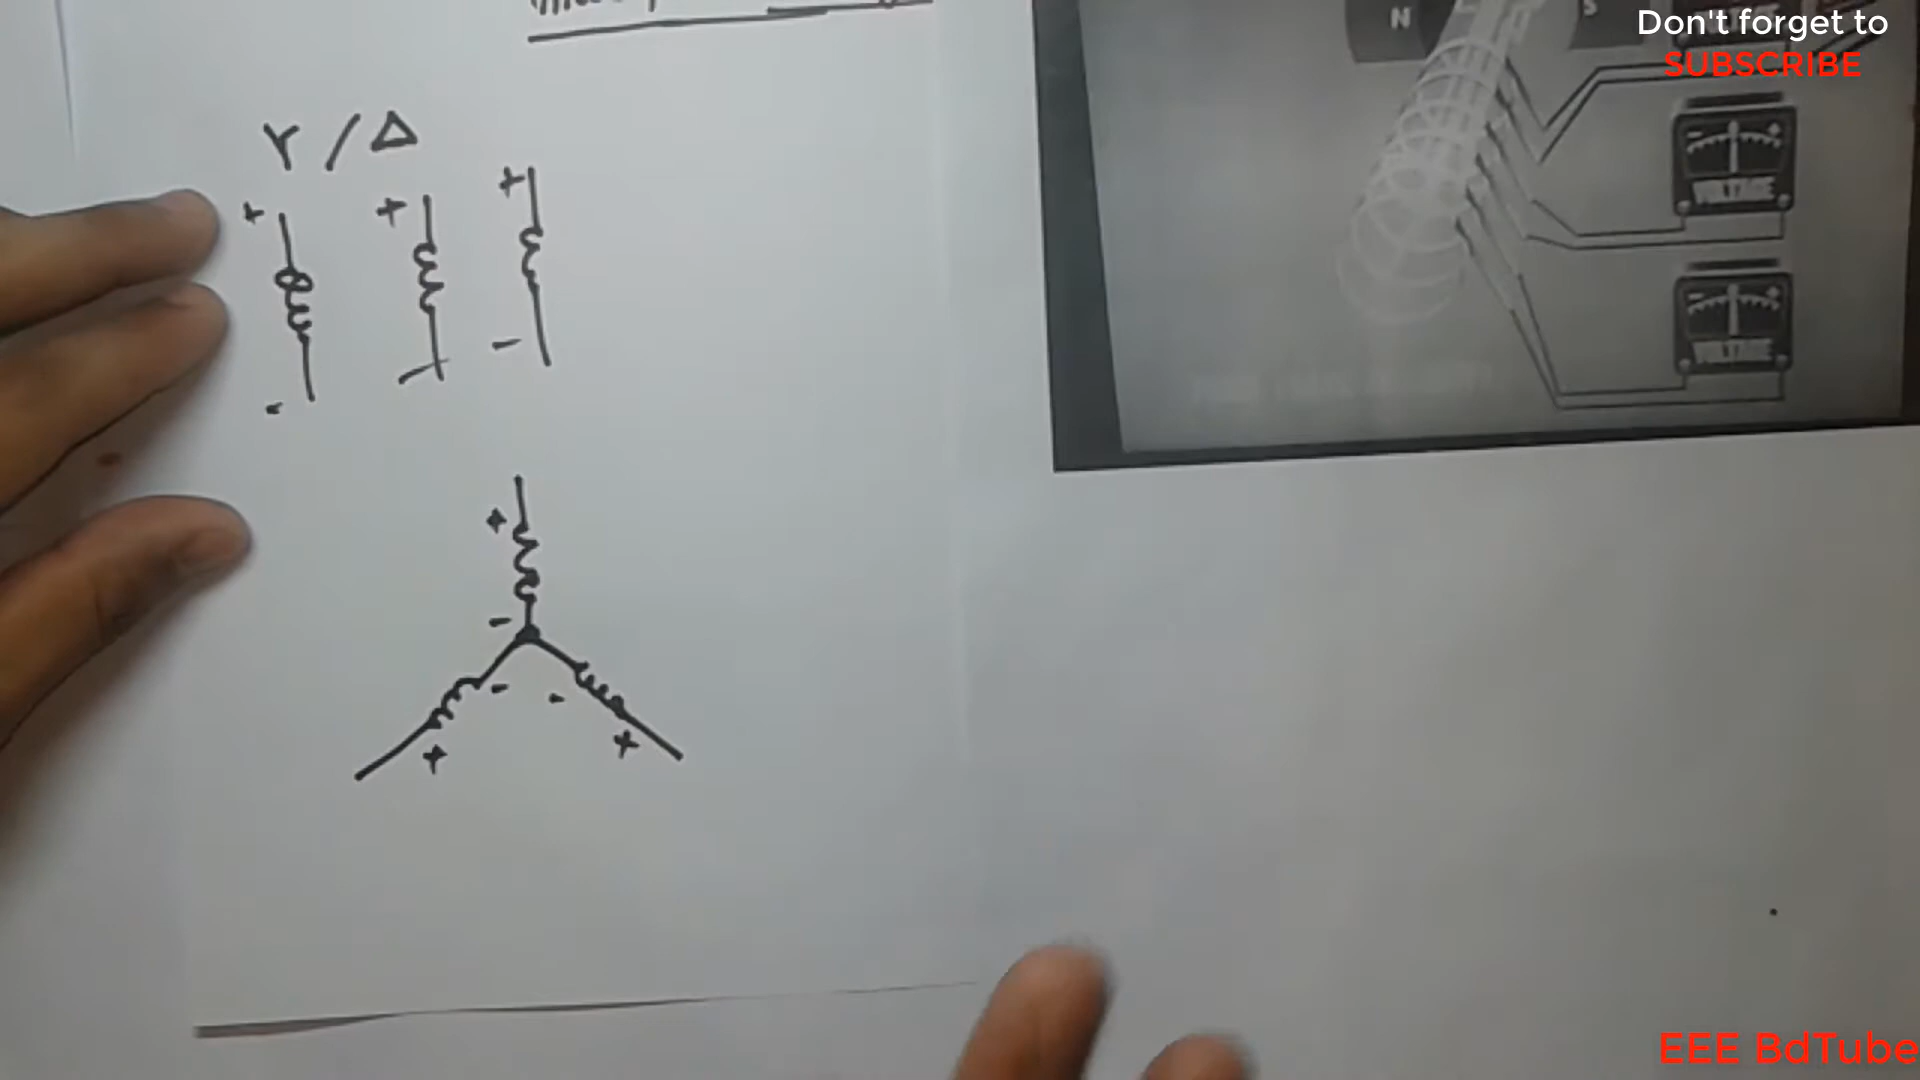 Y / Δ
+ + +
- -
+
-
- -
+ +
N S
- +
VOLTAGE
- +
VOLTAGE
Don't forget to
SUBSCRIBE
EEE BdTube